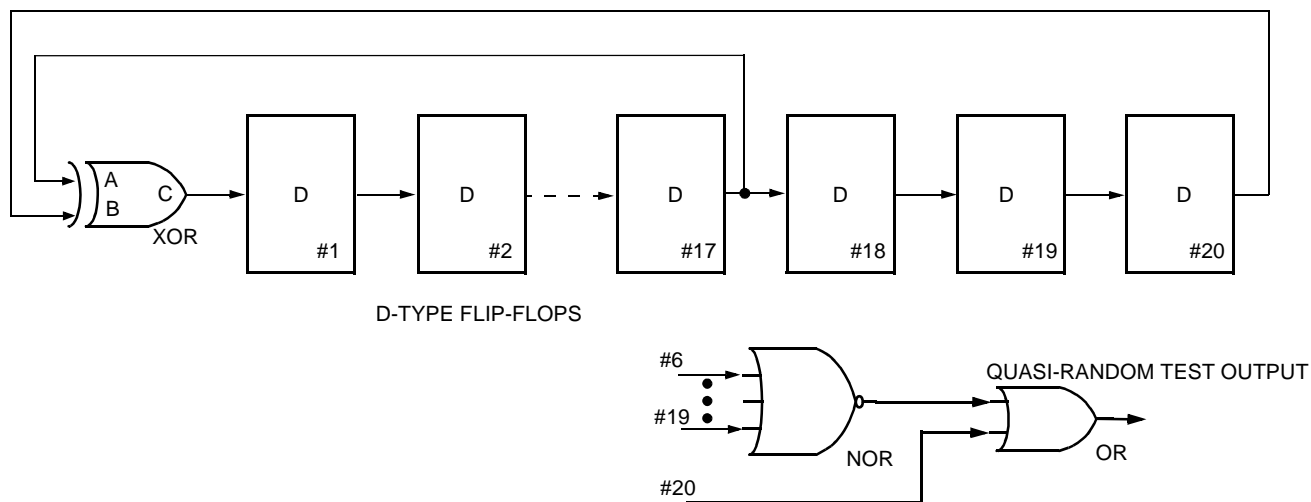 A
B
C
XOR
D
#1
D
#2
D
#17
D
#18
D
#19
D
#20
D-TYPE FLIP-FLOPS
#6
#19
NOR
#20
QUASI-RANDOM TEST OUTPUT
OR